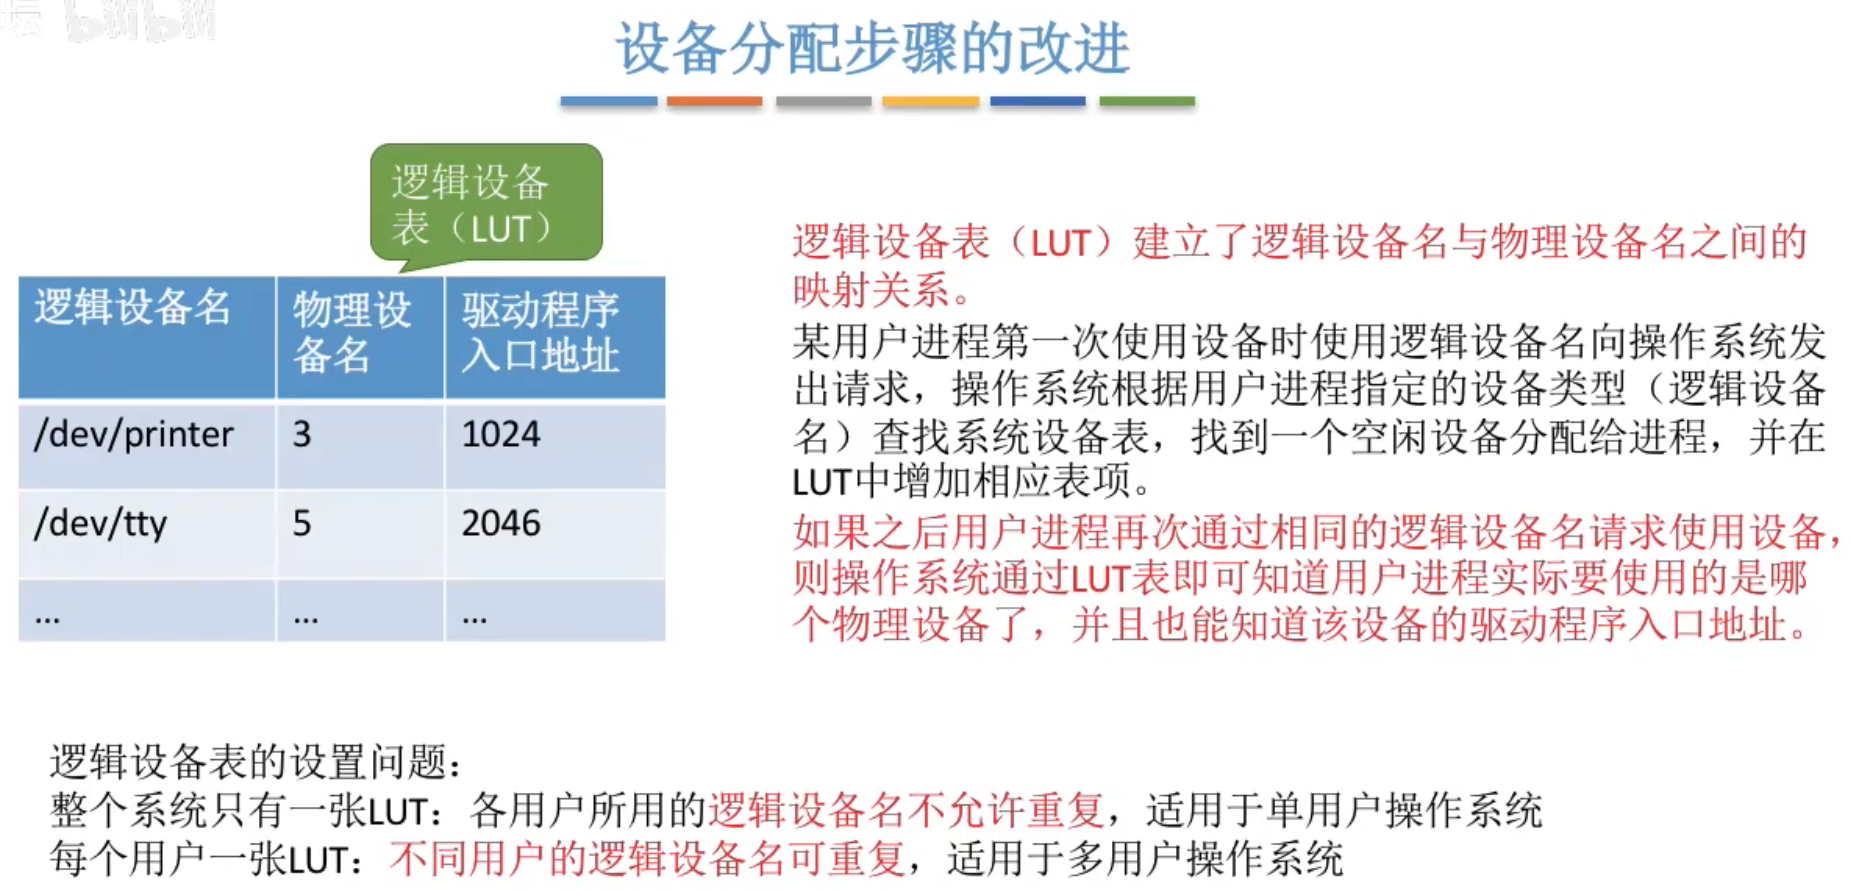 bilibili
设备分配步骤的改进
逻辑设备
表（LUT）
逻辑设备名
物理设
备名
驱动程序
入口地址
/dev/printer
3
1024
/dev/tty
5
2046
...
...
...
逻辑设备表（LUT）建立了逻辑设备名与物理设备名之间的
映射关系。
某用户进程第一次使用设备时使用逻辑设备名向操作系统发
出请求，操作系统根据用户进程指定的设备类型（逻辑设备
名）查找系统设备表，找到一个空闲设备分配给进程，并在
LUT中增加相应表项。
如果之后用户进程再次通过相同的逻辑设备名请求使用设备，
则操作系统通过LUT表即可知道用户进程实际要使用的是哪
个物理设备了，并且也能知道该设备的驱动程序入口地址。
逻辑设备表的设置问题：
整个系统只有一张LUT：各用户所用的逻辑设备名不允许重复，适用于单用户操作系统
每个用户一张LUT：不同用户的逻辑设备名可重复，适用于多用户操作系统